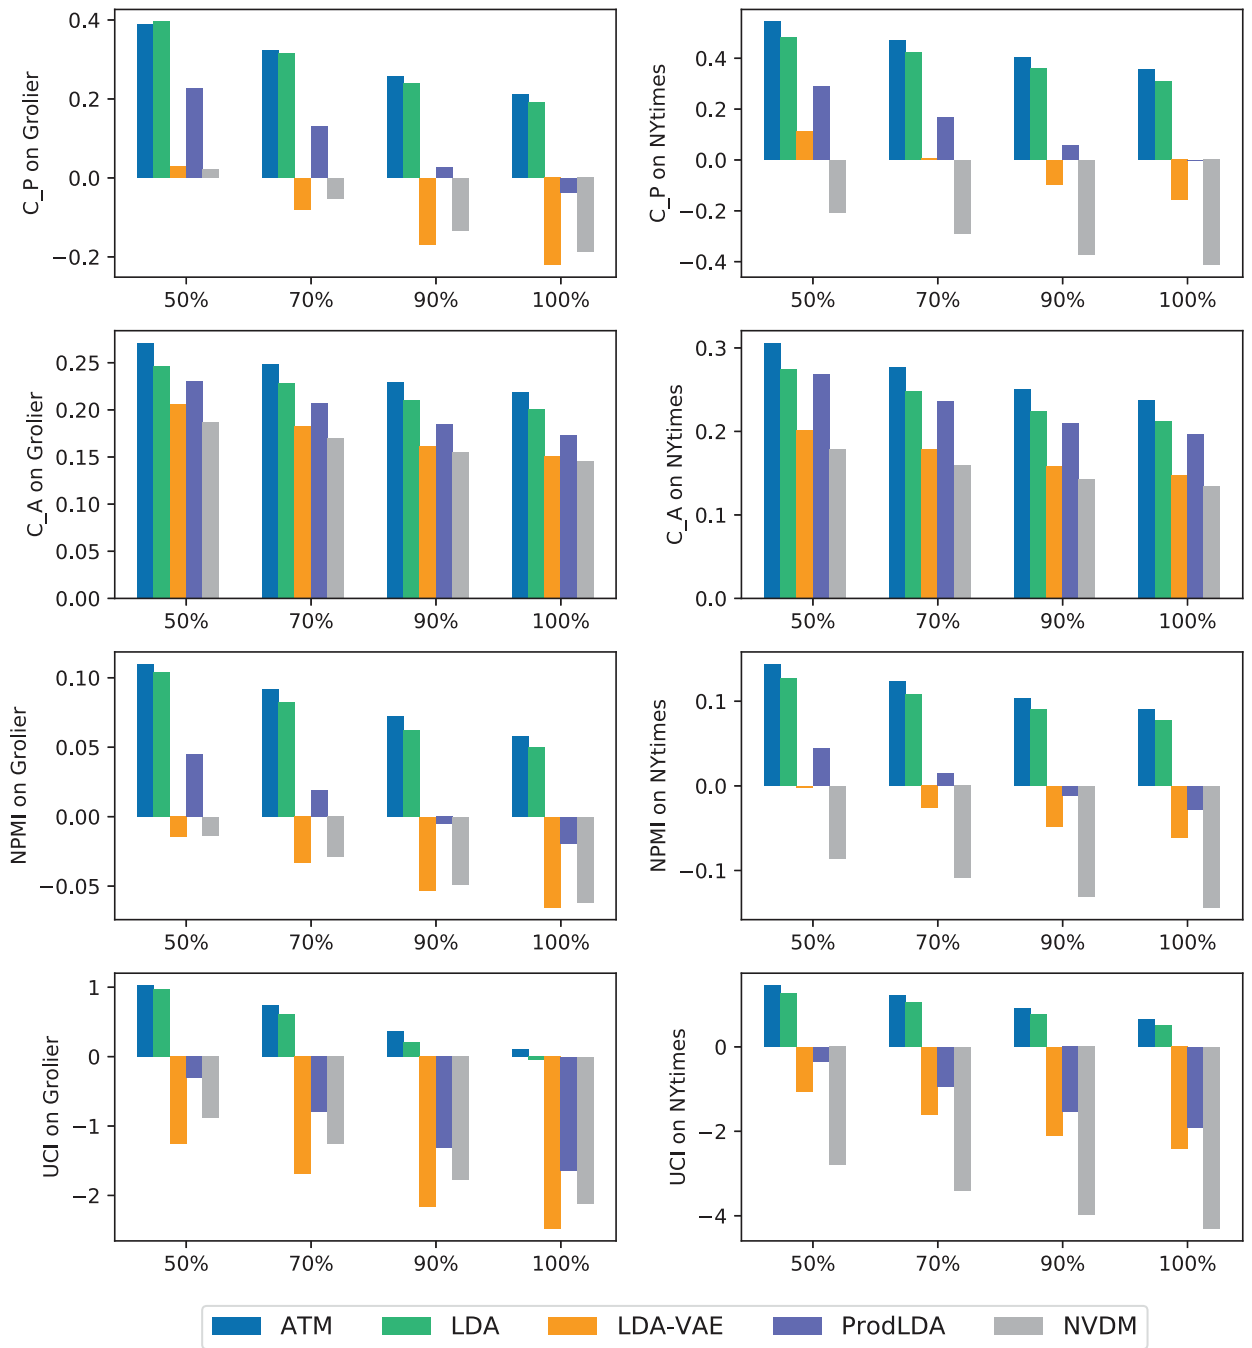 C_P on Grolier
0.4
0.2
0.0
−0.2
50% 70% 90% 100%
C_P on NYtimes
0.4
0.2
0.0
−0.2
−0.4
50% 70% 90% 100%
C_A on Grolier
0.25
0.20
0.15
0.10
0.05
0.00
50% 70% 90% 100%
C_A on NYtimes
0.3
0.2
0.1
0.0
50% 70% 90% 100%
NPMI on Grolier
0.10
0.05
0.00
−0.05
50% 70% 90% 100%
NPMI on NYtimes
0.1
0.0
−0.1
50% 70% 90% 100%
UCI on Grolier
1
0
−1
−2
50% 70% 90% 100%
UCI on NYtimes
0
−2
−4
50% 70% 90% 100%
ATM LDA LDA-VAE ProdLDA NVDM